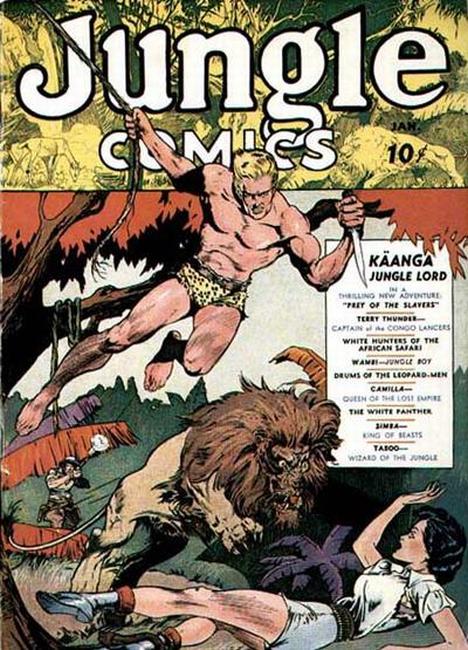 Jungle
COMICS
JAN.
10¢
KÄANGA
JUNGLE LORD
IN A
THRILLING NEW ADVENTURE:
"PREY OF THE SLAVERS"
TERRY THUNDER—
CAPTAIN of the CONGO LANCERS
WHITE HUNTERS OF THE
AFRICAN SAFARI
WAMBI—JUNGLE BOY
DRUMS OF THE LEOPARD-MEN
CAMILLA—
QUEEN OF THE LOST EMPIRE
THE WHITE PANTHER
SIMBA—
KING OF BEASTS
TABOO—
WIZARD OF THE JUNGLE